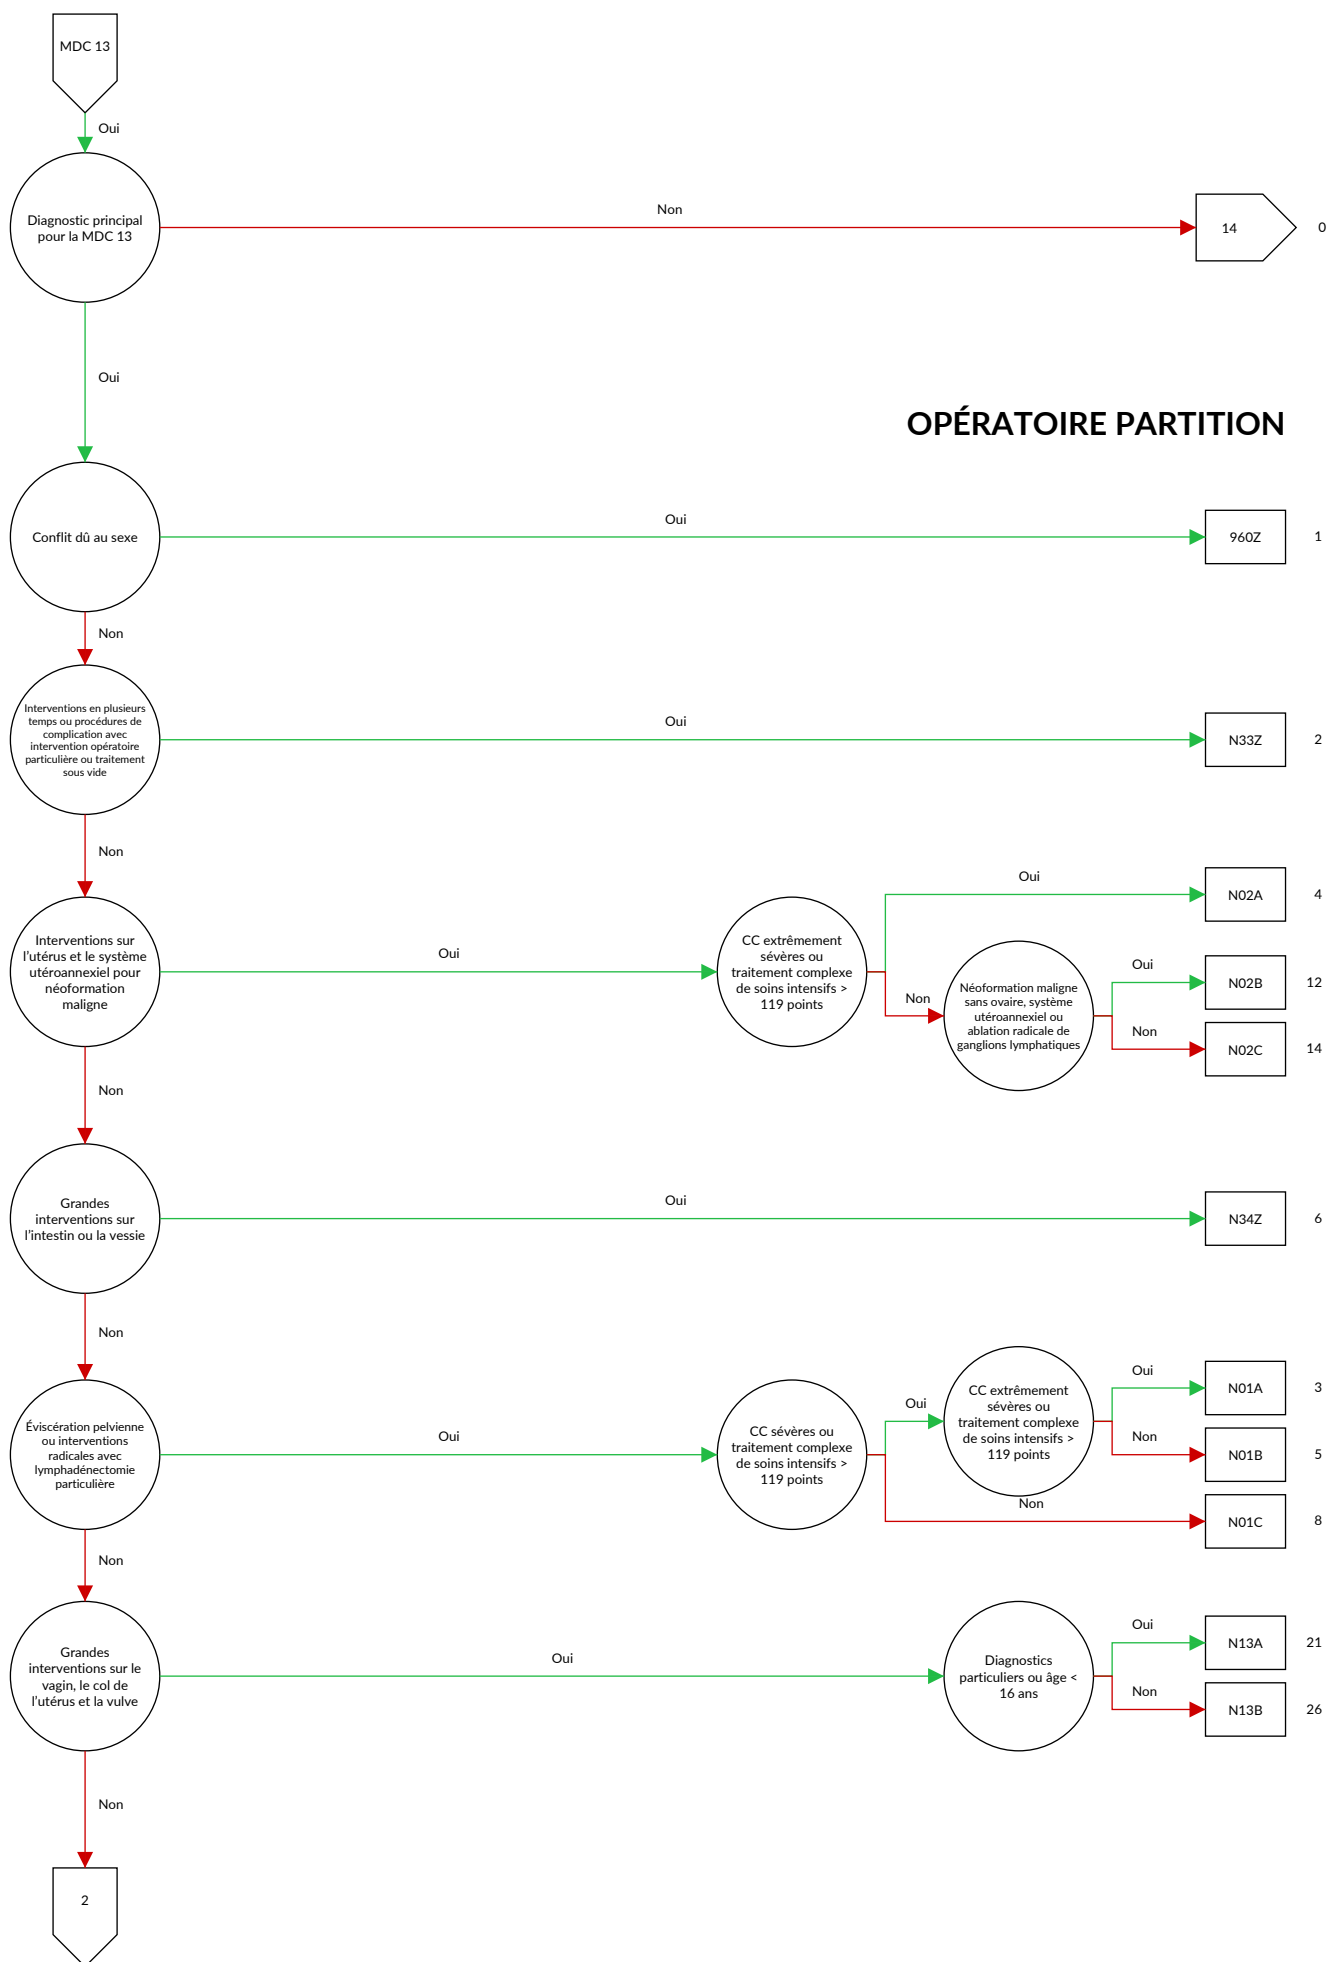 MDC 13
Oui
Diagnostic principal
pour la MDC 13
Non
14
0
Oui
OPÉRATOIRE PARTITION
Conflit dû au sexe
Oui
960Z
1
Non
Interventions en plusieurs
temps ou procédures de
complication avec
intervention opératoire
particulière ou traitement
sous vide
Oui
N33Z
2
Non
Interventions sur
l'utérus et le système
utéroannexiel pour
néoformation
maligne
Oui
CC extrêmement
sévères ou
traitement complexe
de soins intensifs >
119 points
Oui
N02A
4
Non
Néoformation maligne
sans ovaire, système
utéroannexiel ou
ablation radicale de
ganglions lymphatiques
Oui
N02B
12
Non
N02C
14
Non
Grandes
interventions sur
l'intestin ou la vessie
Oui
N34Z
6
Non
Éviscération pelvienne
ou interventions
radicales avec
lymphadénectomie
particulière
Oui
CC sévères ou
traitement complexe
de soins intensifs >
119 points
Oui
CC extrêmement
sévères ou
traitement complexe
de soins intensifs >
119 points
Oui
N01A
3
Non
N01B
5
Non
N01C
8
Non
Grandes
interventions sur le
vagin, le col de
l'utérus et la vulve
Oui
Diagnostics
particuliers ou âge <
16 ans
Oui
N13A
21
Non
N13B
26
Non
2